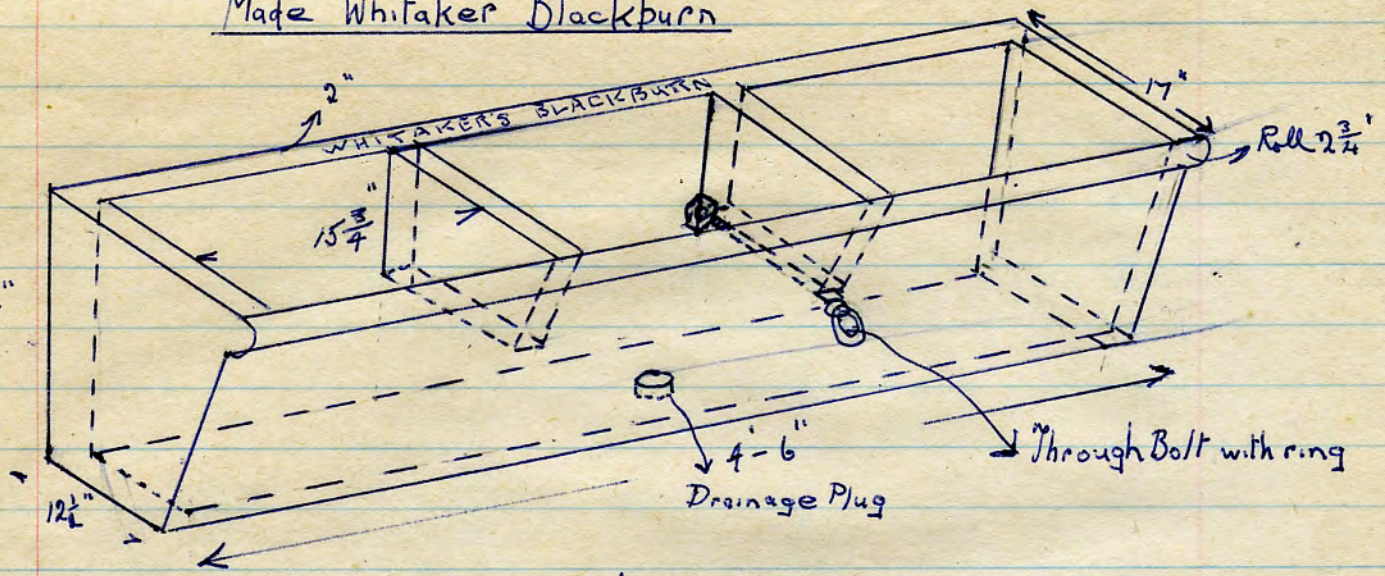 Made Whitaker Blackburn
2"
WHITAKER'S BLACKBURN
17"
Roll 2 3/4'
15 3/4"
"
12 1/2"
4'-6"
Drainage Plug
Through Bolt with ring